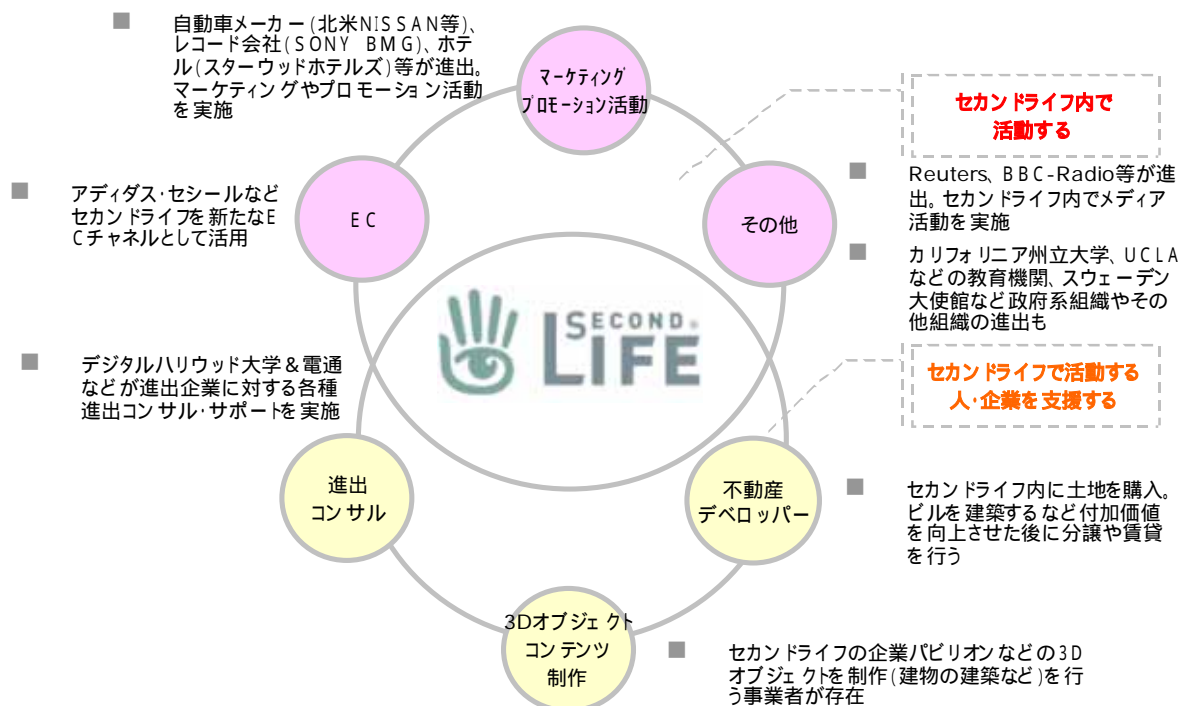 自動車メーカー(北米NISSAN等)、
レコード会社(SONY BMG)、ホテ
ル(スターウッドホテルズ)等が進出。
マーケティングやプロモーション活動
を実施
マーケティング
プロモーション活動
セカンドライフ内で
活動する
アディダス・セシールなど
セカンドライフを新たなE
Cチャネルとして活用
EC
その他
Reuters、BBC-Radio等が進
出。セカンドライフ内でメディア
活動を実施
カリフォリニア州立大学、UCLA
などの教育機関、スウェーデン
大使館など政府系組織やその
他組織の進出も
SECOND
LIFE
デジタルハリウッド大学&電通
などが進出企業に対する各種
進出コンサル・サポートを実施
セカンドライフで活動する
人・企業を支援する
進出
コンサル
不動産
デベロッパー
セカンドライフ内に土地を購入。
ビルを建築するなど付加価値
を向上させた後に分譲や賃貸
を行う
3Dオブジェクト
コンテンツ
制作
セカンドライフの企業パビリオンなどの3D
オブジェクトを制作(建物の建築など)を行
う事業者が存在